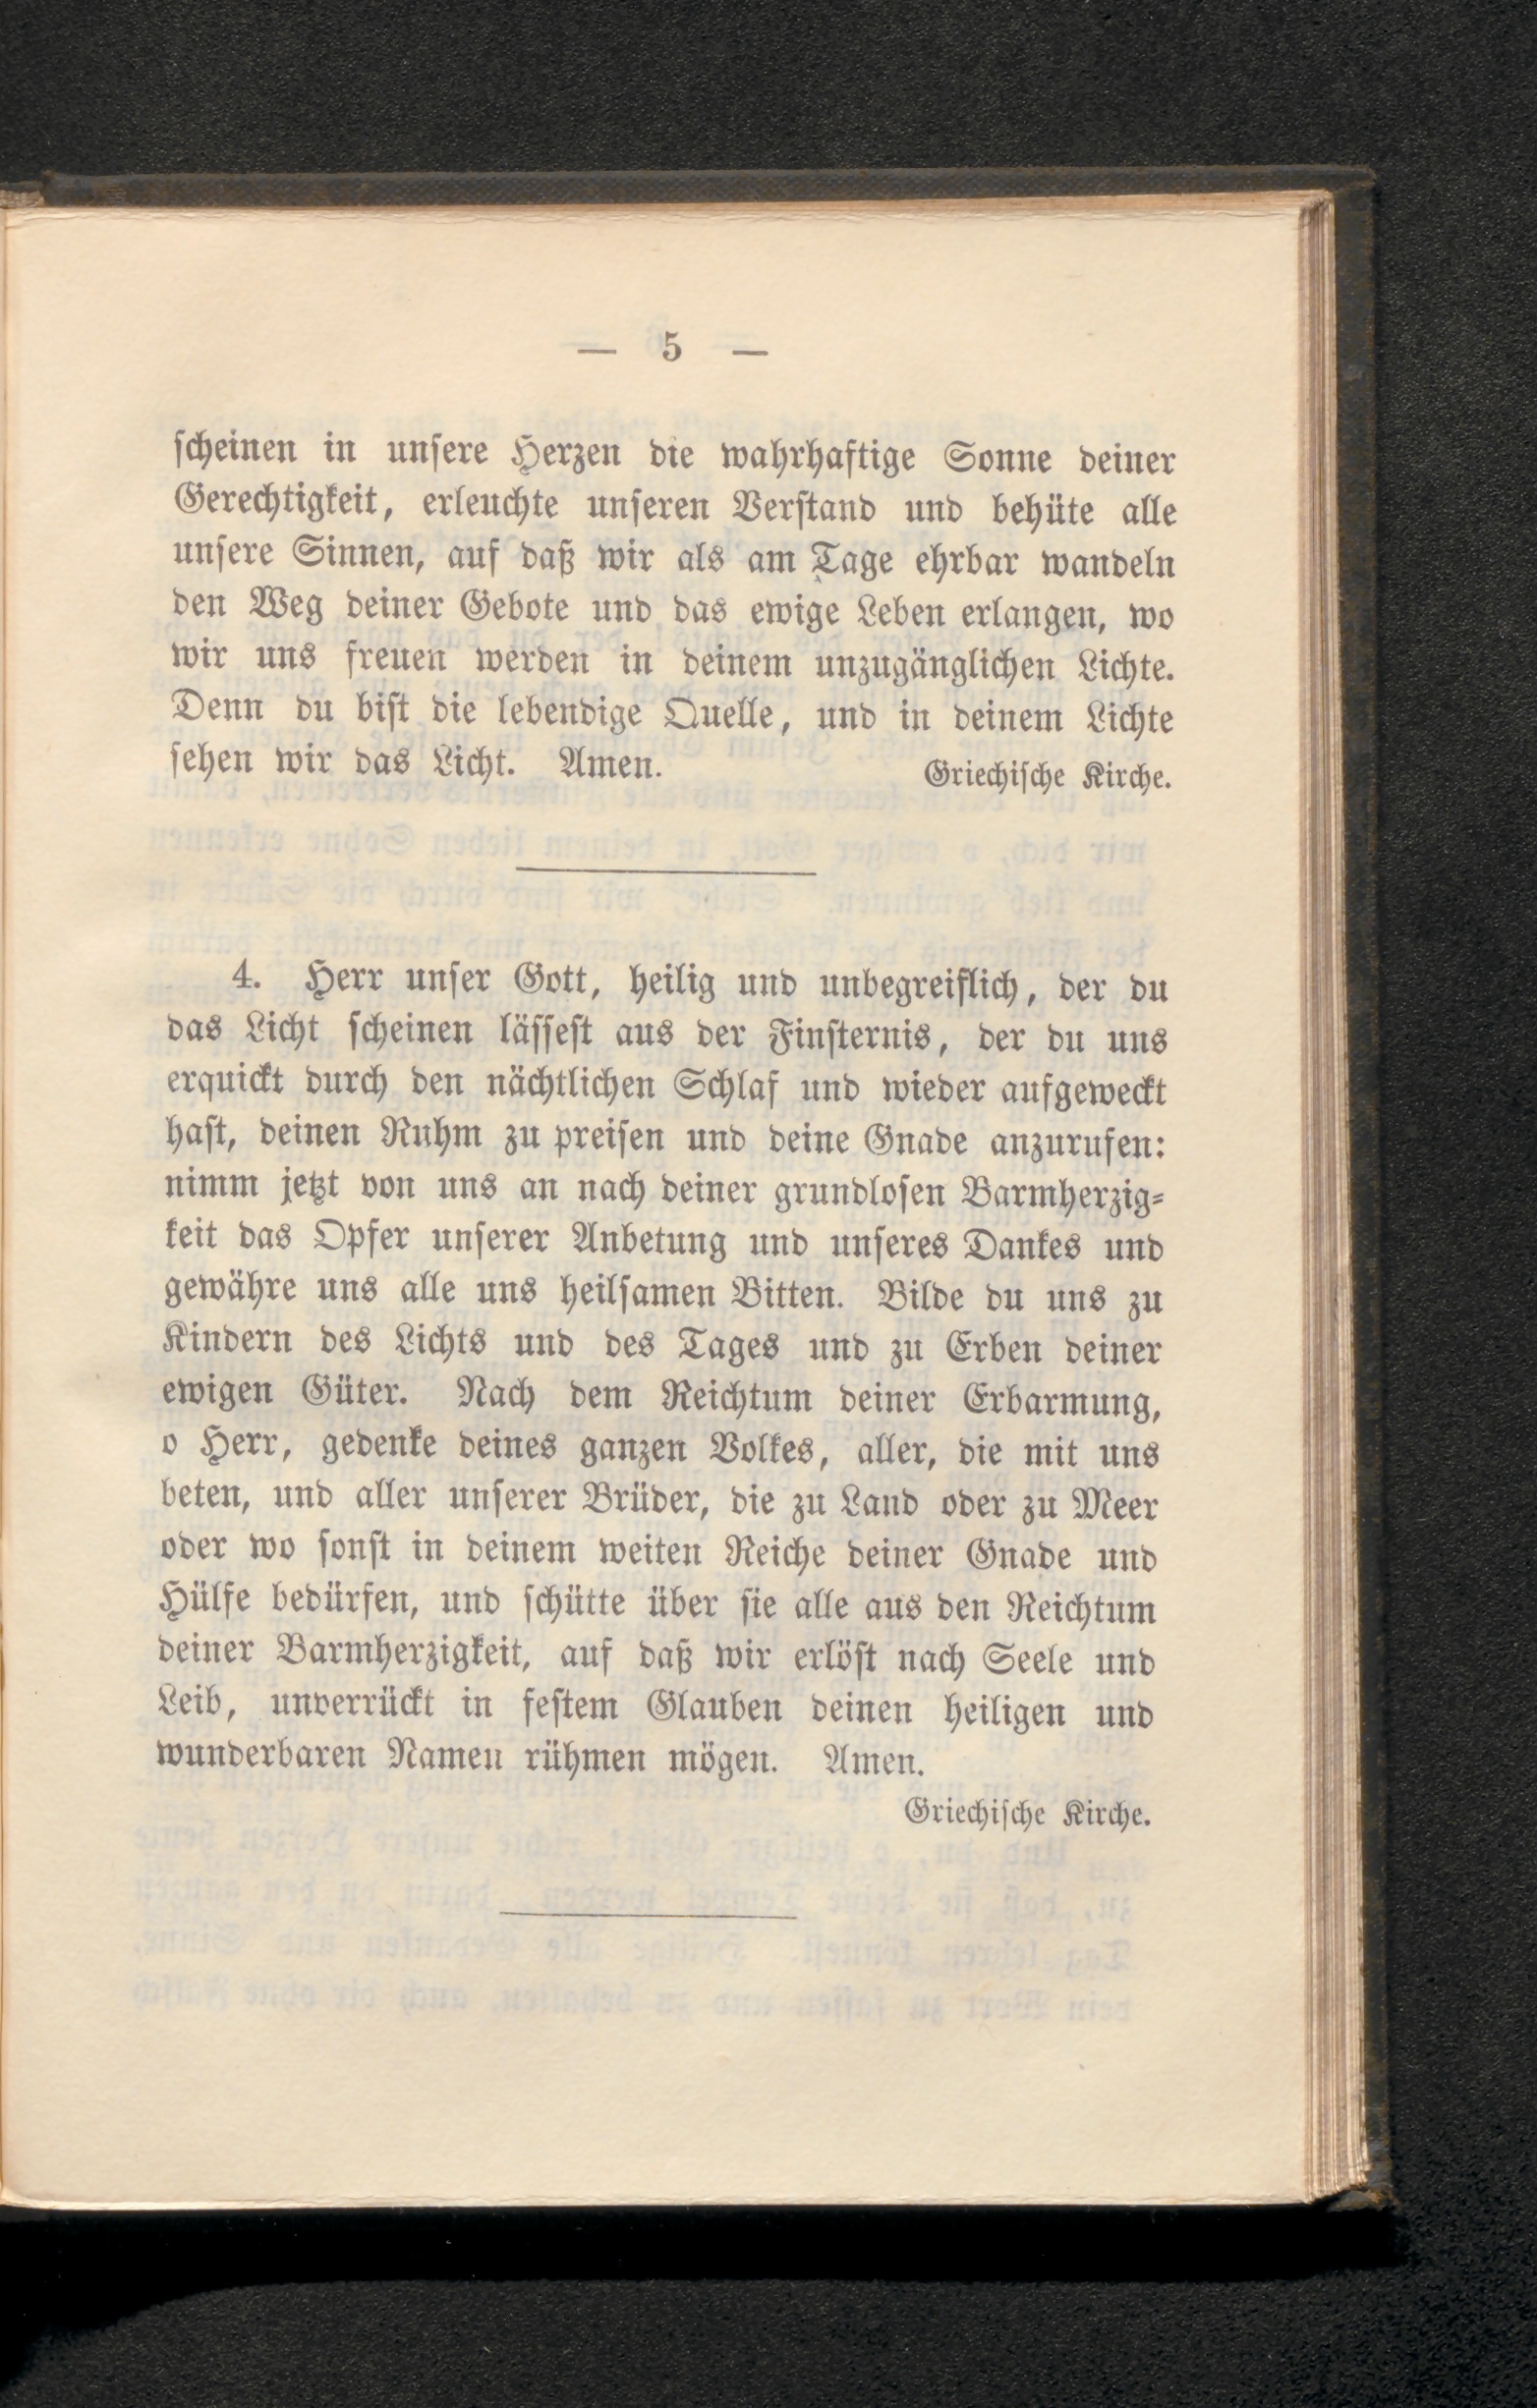 — 5 —
scheinen in unsere Herzen die wahrhaftige Sonne deiner
Gerechtigkeit, erleuchte unseren Verstand und behüte alle
unsere Sinnen, auf daß wir als am Tage ehrbar wandeln
den Weg deiner Gebote und das ewige Leben erlangen, wo
wir uns freuen werden in deinem unzugänglichen Lichte.
Denn du bist die lebendige Quelle, und in deinem Lichte
sehen wir das Licht. Amen. Griechische Kirche.
4. Herr unser Gott, heilig und unbegreiflich, der du
das Licht scheinen lässest aus der Finsternis, der du uns
erquickt durch den nächtlichen Schlaf und wieder aufgeweckt
hast, deinen Ruhm zu preisen und deine Gnade anzurufen:
nimm jetzt von uns an nach deiner grundlosen Barmherzig-
keit das Opfer unserer Anbetung und unseres Dankes und
gewähre uns alle uns heilsamen Bitten. Bilde du uns zu
Kindern des Lichts und des Tages und zu Erben deiner
ewigen Güter. Nach dem Reichtum deiner Erbarmung,
o Herr, gedenke deines ganzen Volkes, aller, die mit uns
beten, und aller unserer Brüder, die zu Land oder zu Meer
oder wo sonst in deinem weiten Reiche deiner Gnade und
Hülfe bedürfen, und schütte über sie alle aus den Reichtum
deiner Barmherzigkeit, auf daß wir erlöst nach Seele und
Leib, unverrückt in festem Glauben deinen heiligen und
wunderbaren Namen rühmen mögen. Amen.
Griechische Kirche.